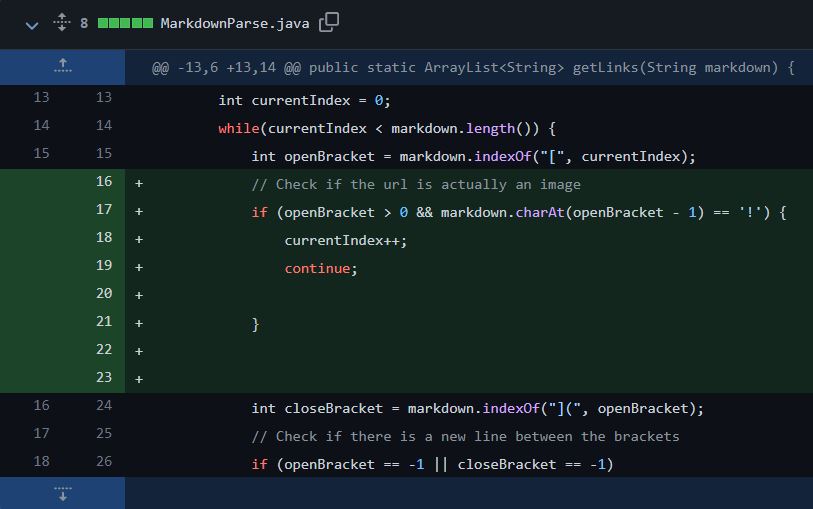 8 MarkdownParse.java
@@ -13,6 +13,14 @@ public static ArrayList<String> getLinks(String markdown) {
13 13 int currentIndex = 0;
14 14 while(currentIndex < markdown.length()) {
15 15 int openBracket = markdown.indexOf("[", currentIndex);
16 + // Check if the url is actually an image
17 + if (openBracket > 0 && markdown.charAt(openBracket - 1) == '!') {
18 + currentIndex++;
19 + continue;
20 +
21 + }
22 +
23 +
16 24 int closeBracket = markdown.indexOf("](", openBracket);
17 25 // Check if there is a new line between the brackets
18 26 if (openBracket == -1 || closeBracket == -1)